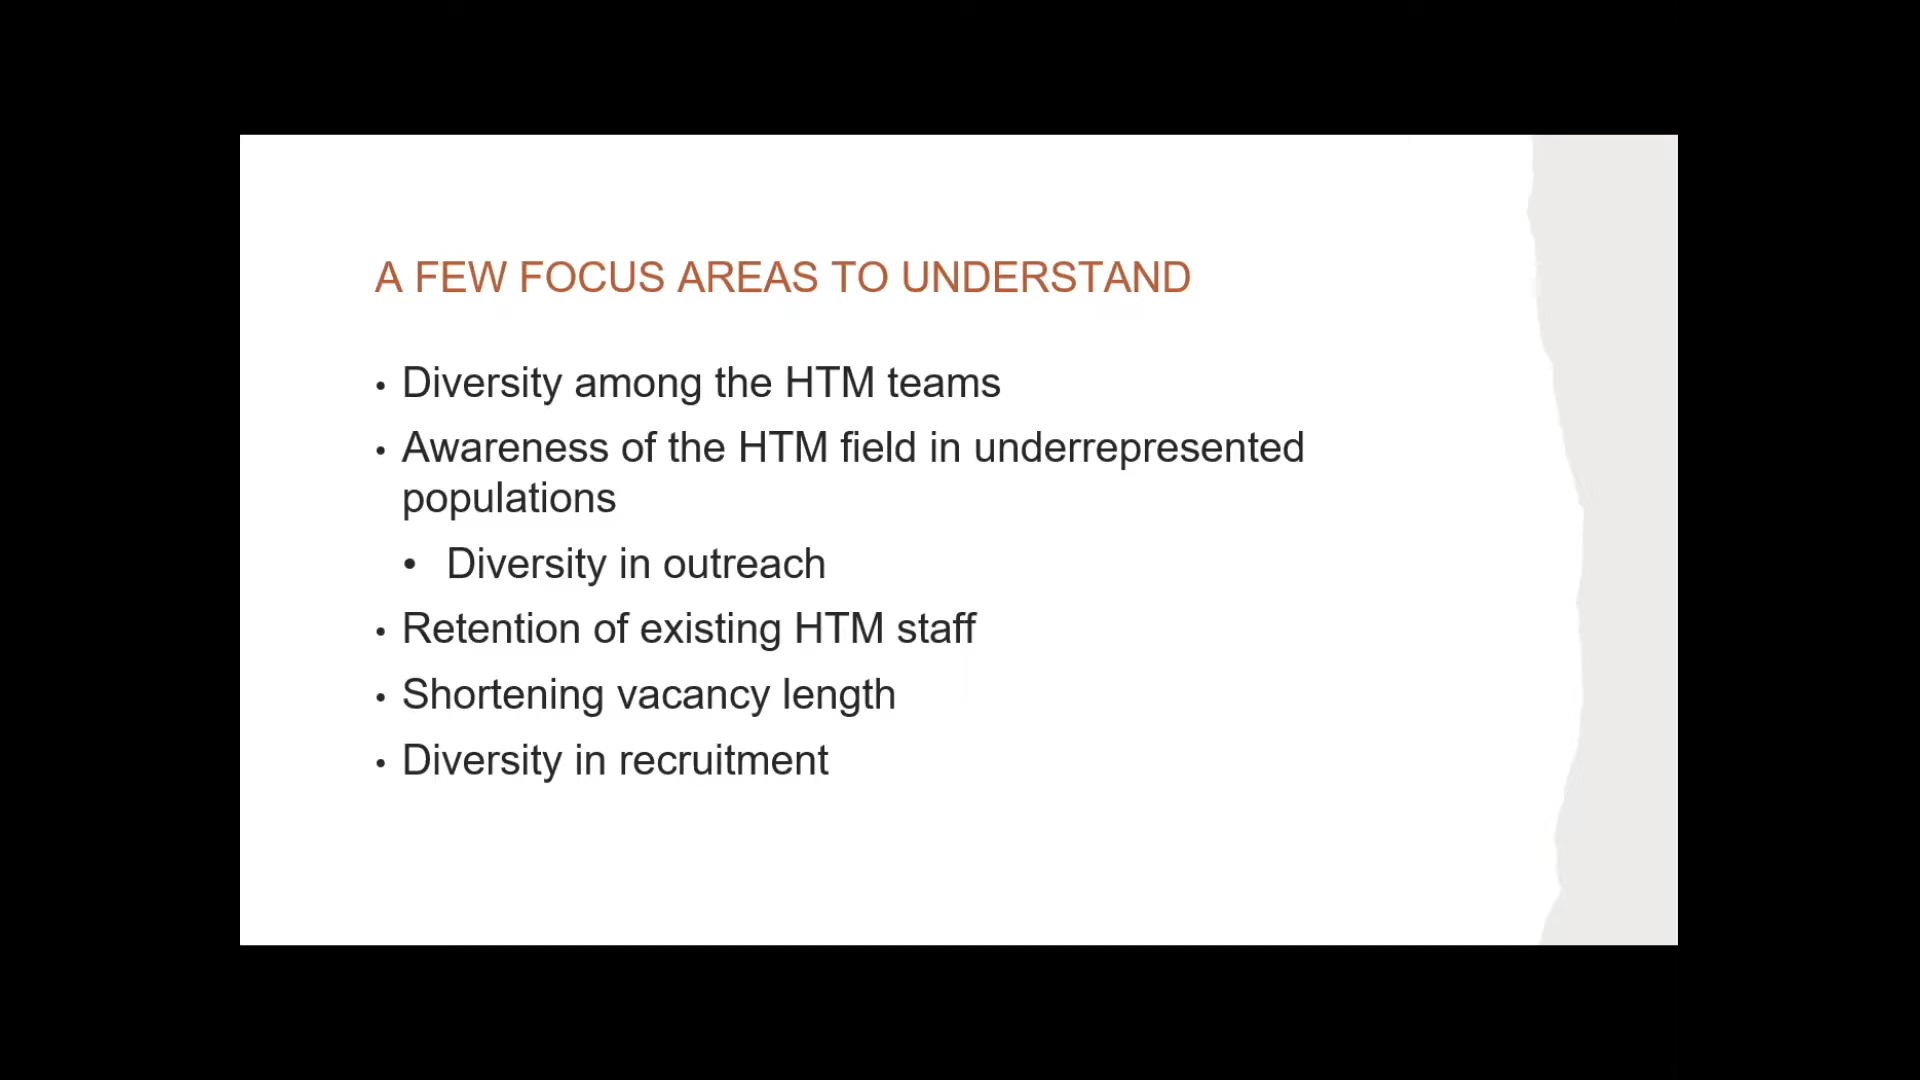 A FEW FOCUS AREAS TO UNDERSTAND
• Diversity among the HTM teams
• Awareness of the HTM field in underrepresented
populations
• Diversity in outreach
• Retention of existing HTM staff
• Shortening vacancy length
• Diversity in recruitment